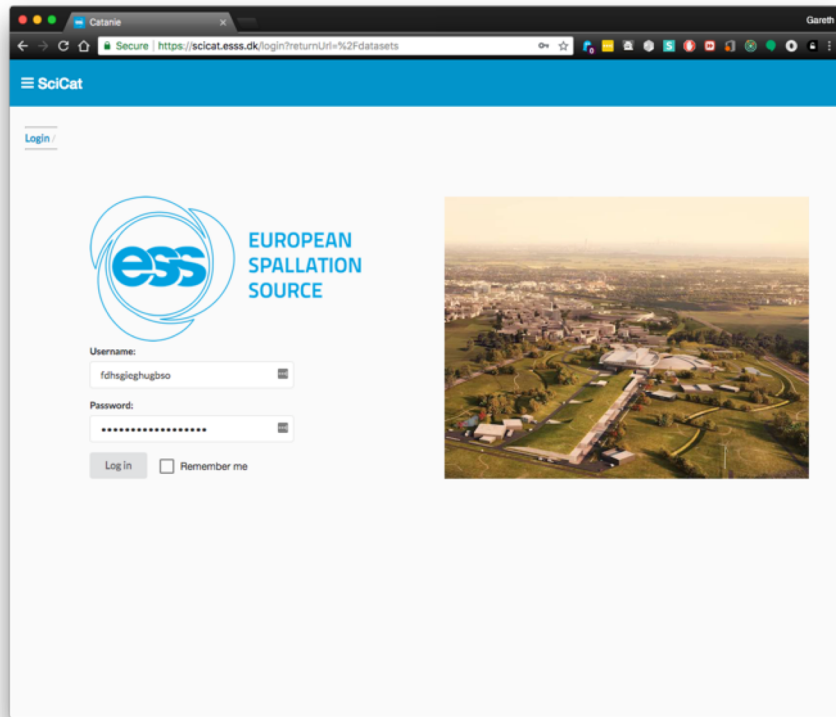 Catanie
Gareth
Secure https://scicat.esss.dk/login?returnUrl=%2Fdatasets
SciCat
Login /
ess
EUROPEAN
SPALLATION
SOURCE
Username:
fdhsgieghugbso
Password:
••••••••••••••••••
Log in
Remember me